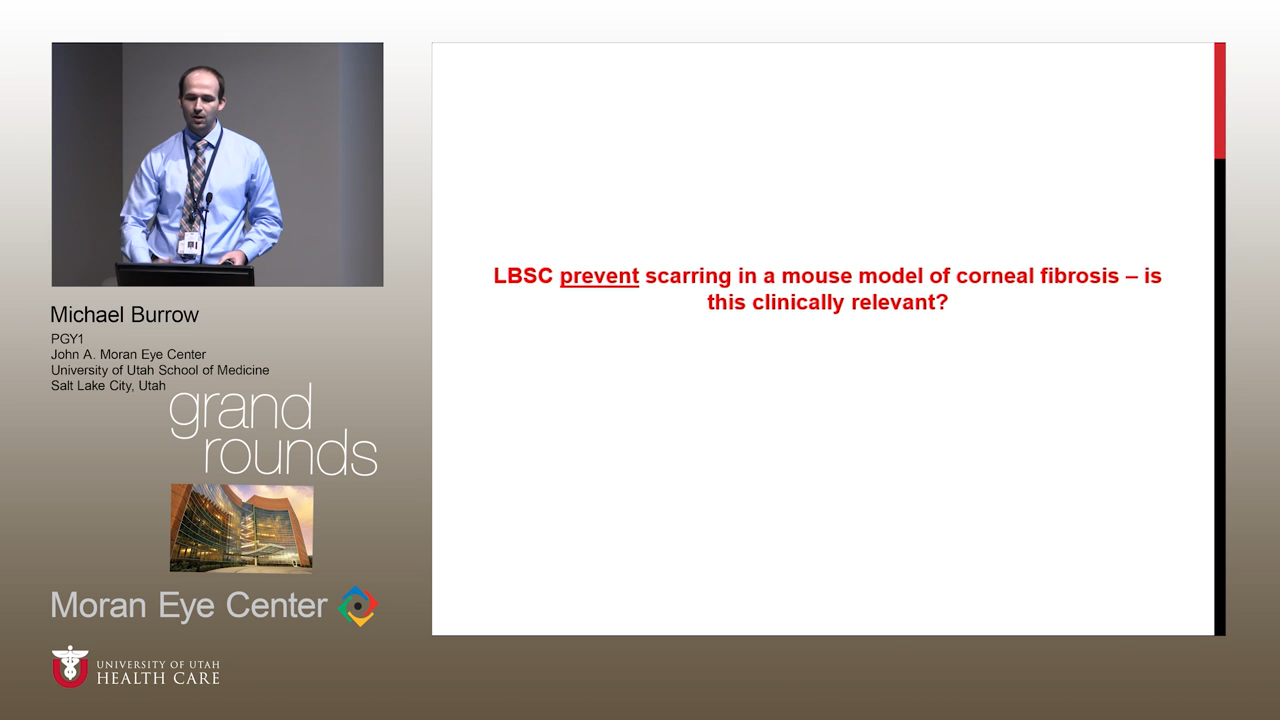 Michael Burrow
PGY1
John A. Moran Eye Center
University of Utah School of Medicine
Salt Lake City, Utah
grand
rounds
Moran Eye Center
UNIVERSITY OF UTAH
HEALTH CARE
LBSC prevent scarring in a mouse model of corneal fibrosis – is
this clinically relevant?